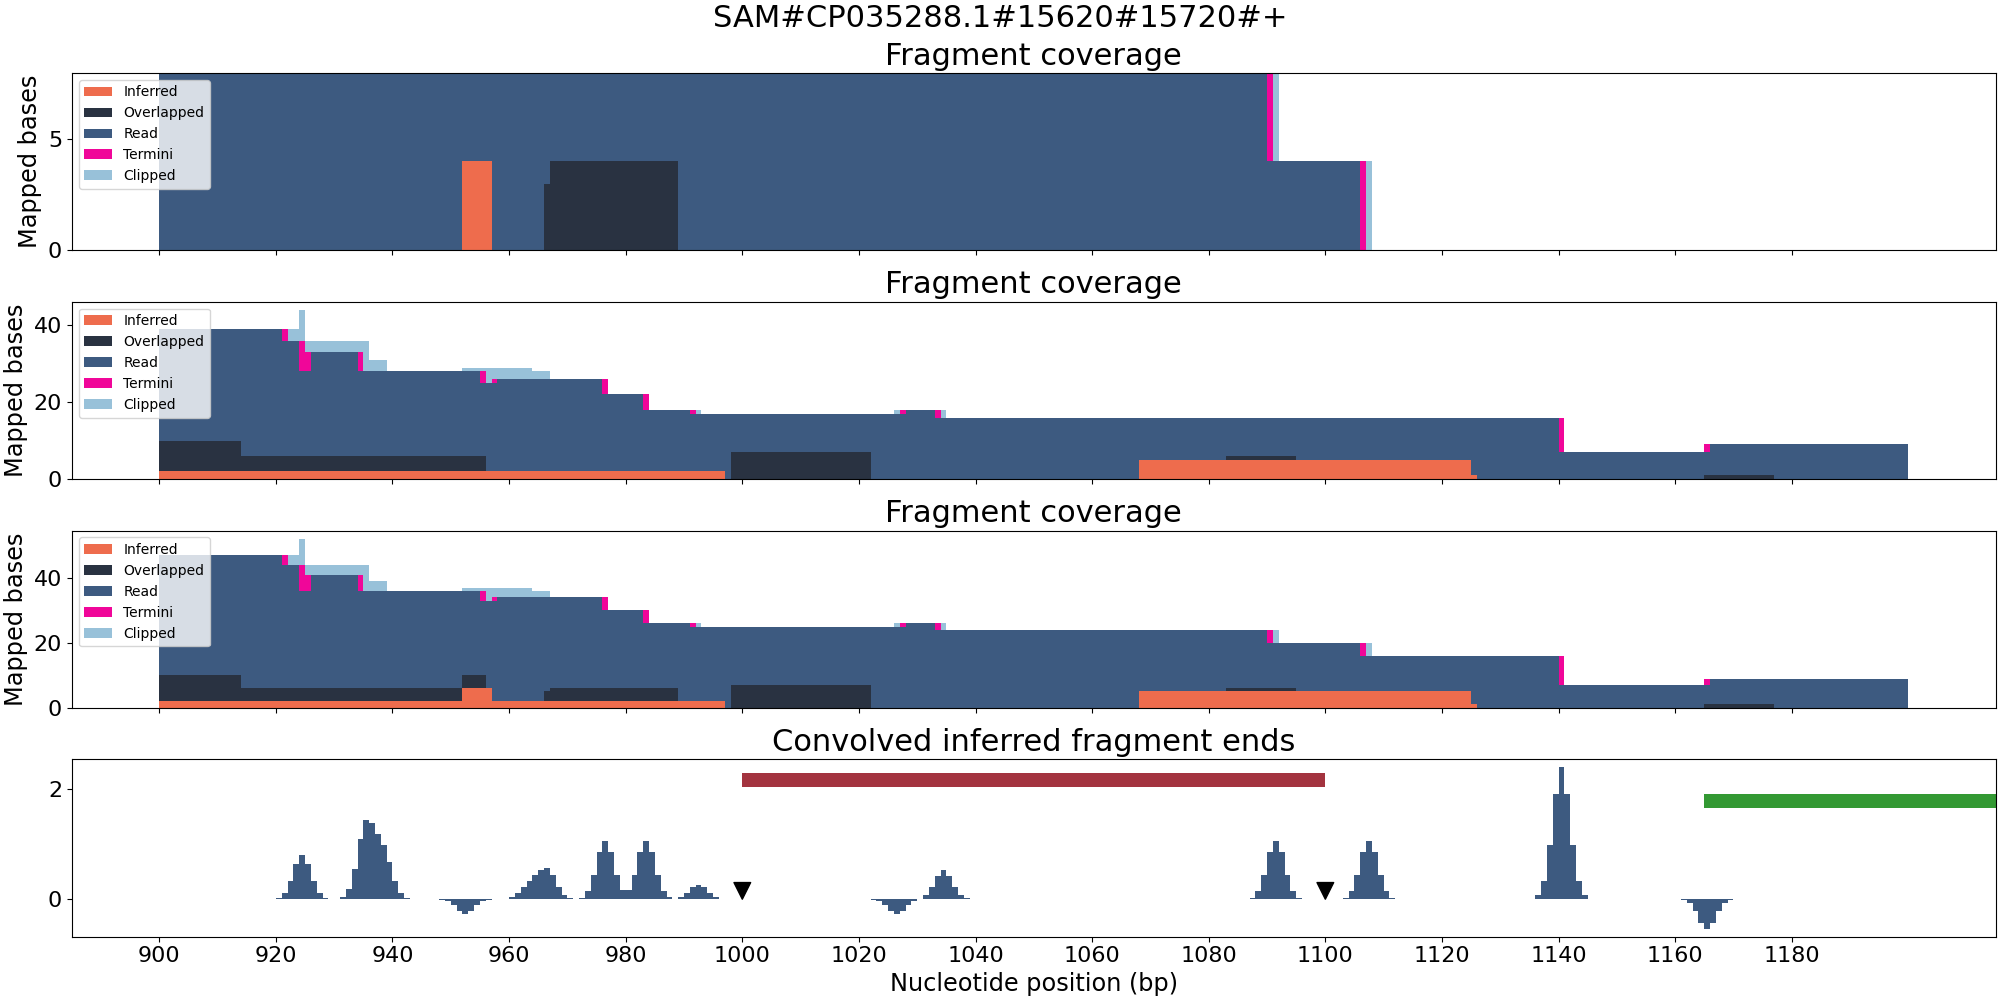 SAM#CP035288.1#15620#15720#+
Fragment coverage
Mapped bases
5
0
Inferred
Overlapped
Read
Termini
Clipped
Fragment coverage
Mapped bases
40
20
0
Inferred
Overlapped
Read
Termini
Clipped
Fragment coverage
Mapped bases
40
20
0
Inferred
Overlapped
Read
Termini
Clipped
Convolved inferred fragment ends
2
0
900 920 940 960 980 1000 1020 1040 1060 1080 1100 1120 1140 1160 1180
Nucleotide position (bp)